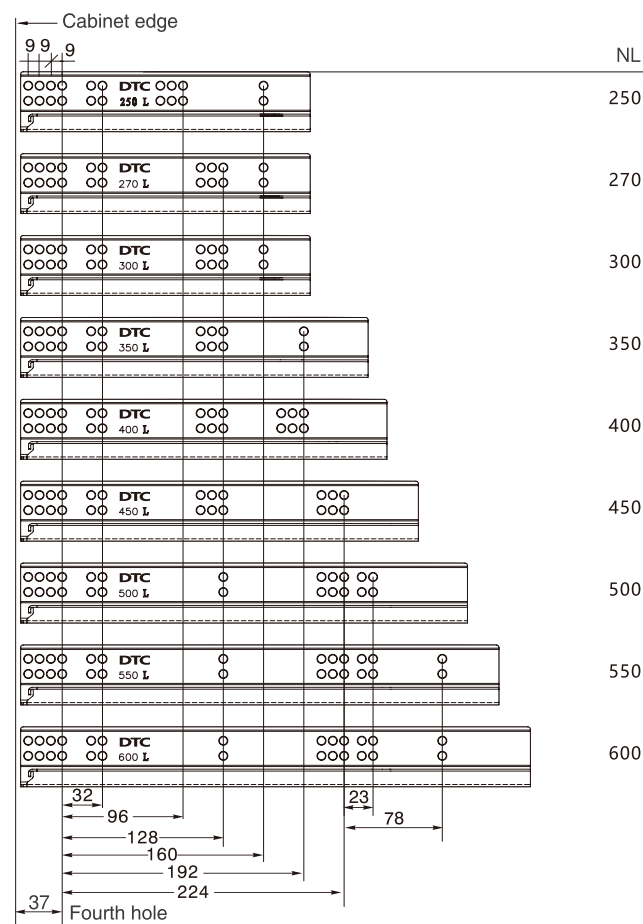 Cabinet edge
9 9 9
NL
DTC
250 L
250
DTC
270 L
270
DTC
300 L
300
DTC
350 L
350
DTC
400 L
400
DTC
450 L
450
DTC
500 L
500
DTC
550 L
550
DTC
600 L
600
32
23
96
78
128
160
192
224
37
Fourth hole